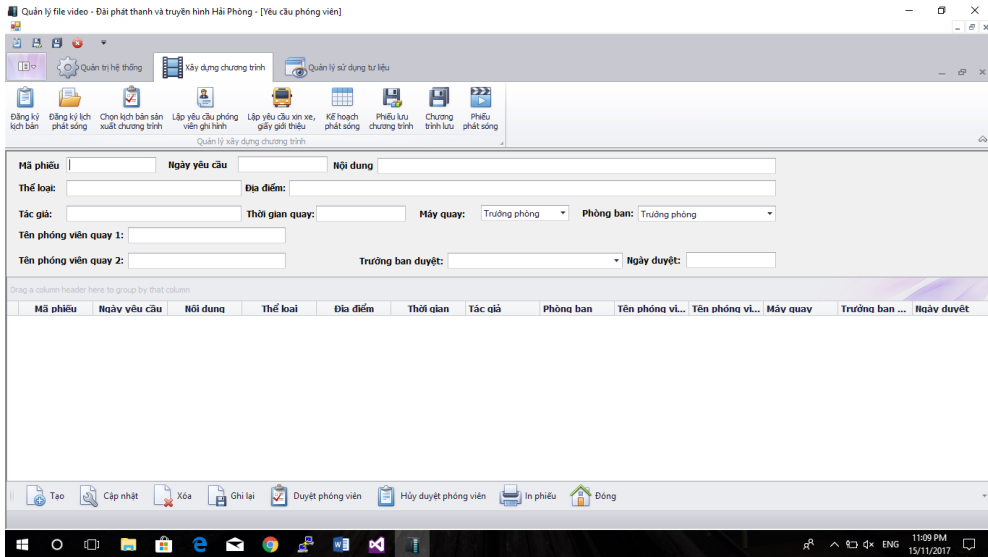 Quản lý file video - Đài phát thanh và truyền hình Hải Phòng - [Yêu cầu phóng viên]
Quản trị hệ thống Xây dựng chương trình Quản lý sử dụng tư liệu
Đăng ký kịch bản
Đăng ký lịch phát sóng
Chọn kịch bản sản xuất chương trình
Lập yêu cầu phóng viên ghi hình
Lập yêu cầu xin xe, giấy giới thiệu
Kế hoạch phát sóng
Phiếu lưu chương trình
Chương trình lưu
Phiếu phát sóng
Quản lý xây dựng chương trình
Mã phiếu Ngày yêu cầu Nội dung
Thể loại: Địa điểm:
Tác giả: Thời gian quay: Máy quay: Trưởng phòng Phòng ban: Trưởng phòng
Tên phóng viên quay 1:
Tên phóng viên quay 2: Trưởng ban duyệt: Ngày duyệt:
Drag a column header here to group by that column
Mã phiếu Ngày yêu cầu Nội dung Thể loại Địa điểm Thời gian Tác giả Phòng ban Tên phóng vi... Tên phóng vi... Máy quay Trưởng ban ... Ngày duyệt
Tạo Cập nhật Xóa Ghi lại Duyệt phóng viên Hủy duyệt phóng viên In phiếu Đóng
ENG 11:09 PM
15/11/2017